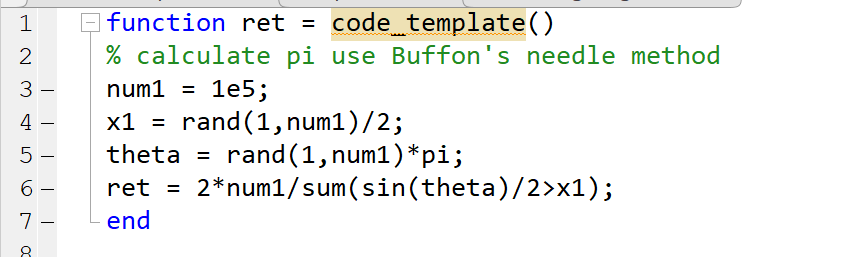 1 function ret = code_template()
2 % calculate pi use Buffon's needle method
3 num1 = 1e5;
4 x1 = rand(1,num1)/2;
5 theta = rand(1,num1)*pi;
6 ret = 2*num1/sum(sin(theta)/2>x1);
7 end
8